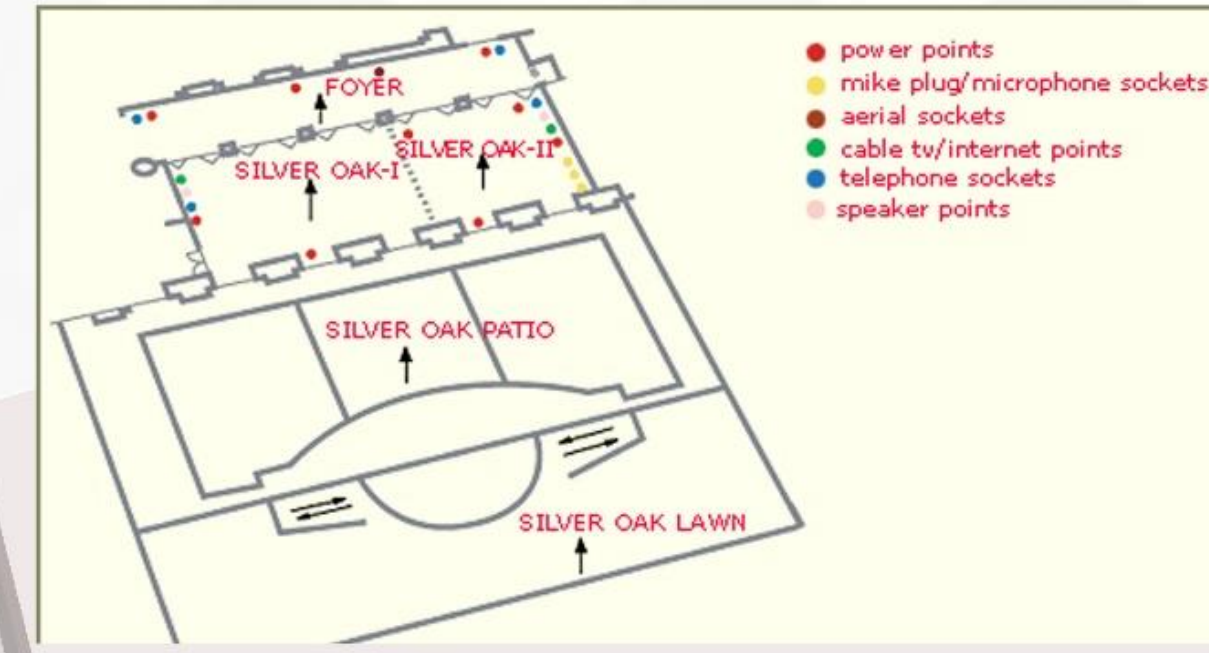 FOYER
SILVER OAK-I
SILVER OAK-II
SILVER OAK PATIO
SILVER OAK LAWN
power points
mike plug/microphone sockets
aerial sockets
cable tv/internet points
telephone sockets
speaker points